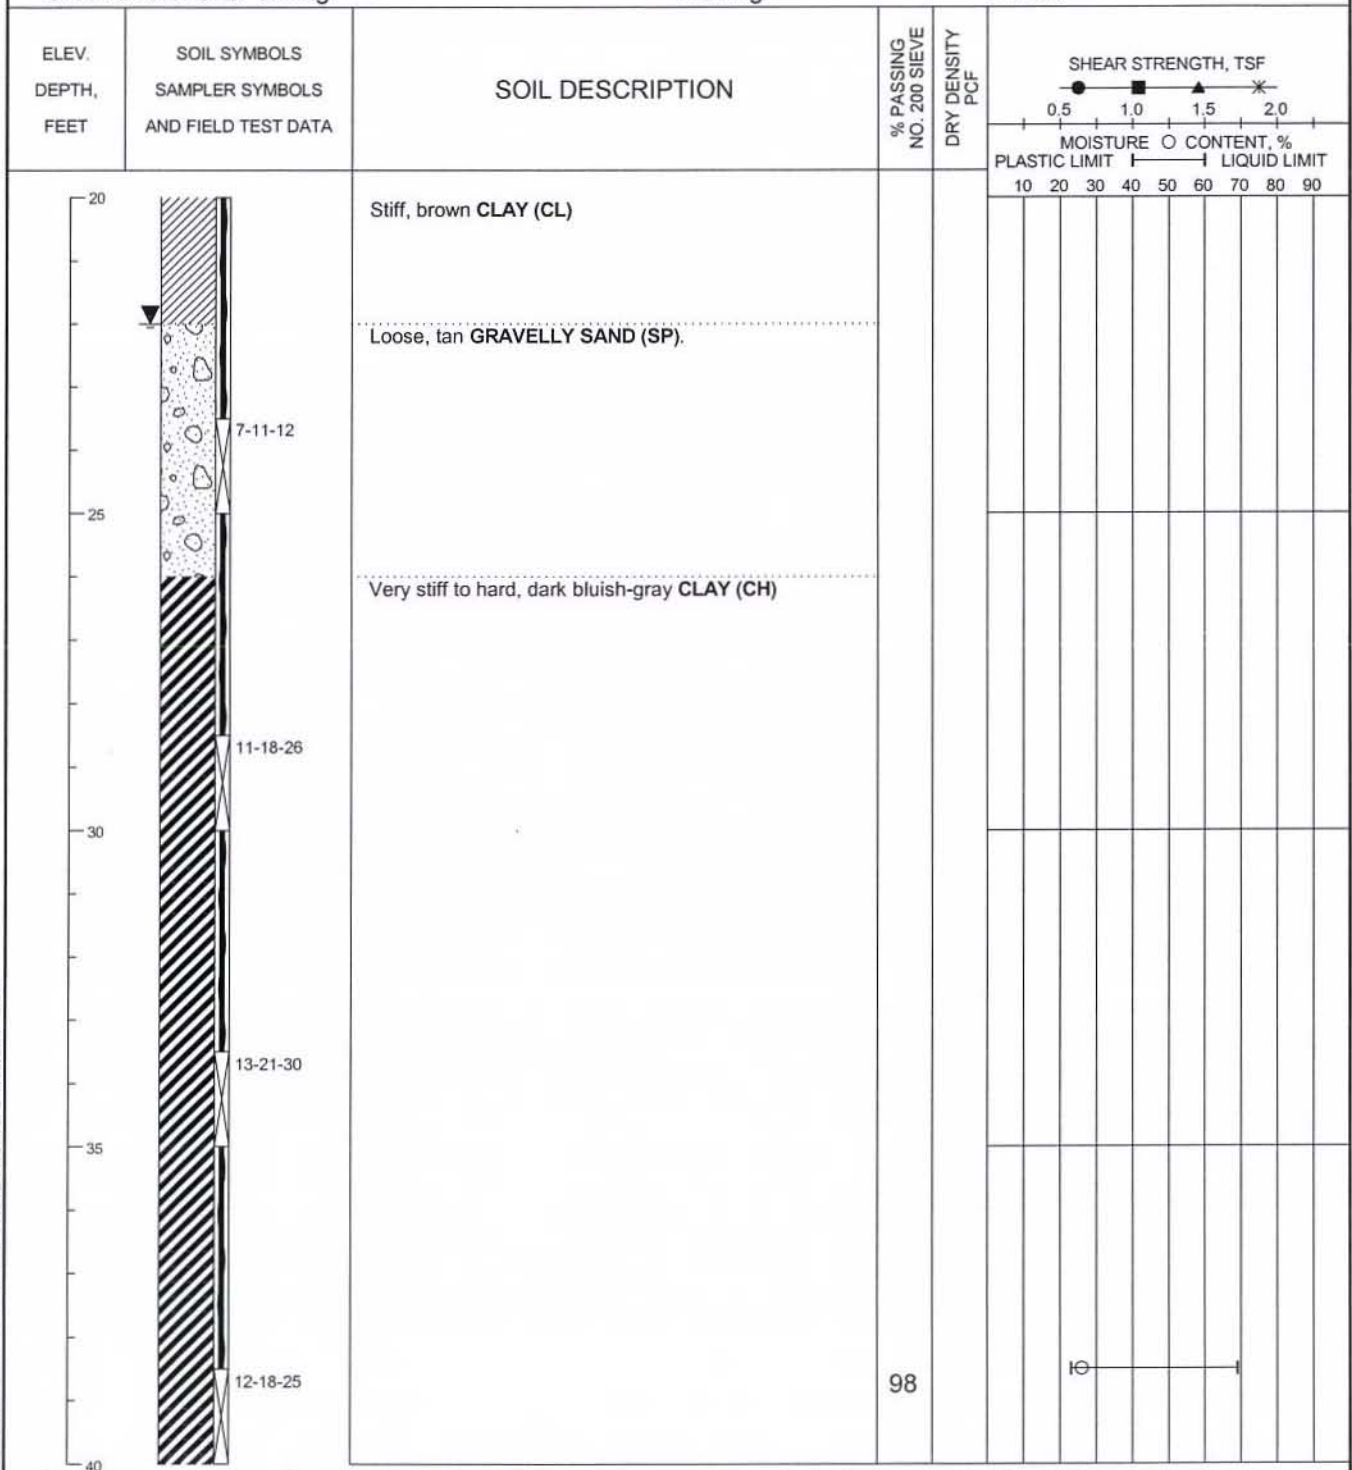 ELEV.
DEPTH,
FEET
SOIL SYMBOLS
SAMPLER SYMBOLS
AND FIELD TEST DATA
SOIL DESCRIPTION
% PASSING
NO. 200 SIEVE
DRY DENSITY
PCF
SHEAR STRENGTH, TSF
0.5 1.0 1.5 2.0
MOISTURE CONTENT, %
PLASTIC LIMIT LIQUID LIMIT
10 20 30 40 50 60 70 80 90
20
Stiff, brown CLAY (CL)
Loose, tan GRAVELLY SAND (SP).
7-11-12
25
Very stiff to hard, dark bluish-gray CLAY (CH)
11-18-26
30
13-21-30
35
12-18-25
98
40